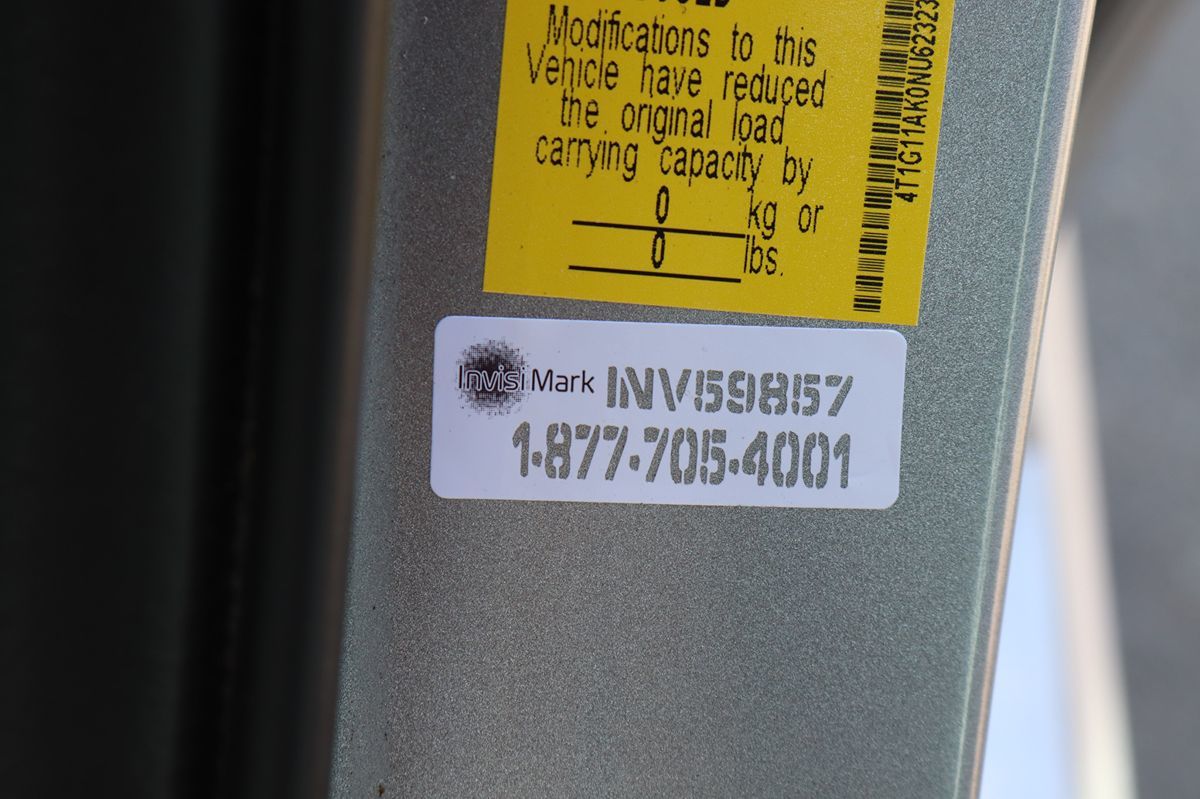 Modifications to this
Vehicle have reduced
the original load
carrying capacity by
0 kg or
0 lbs.
4T1G11AK0NU62323
InvisiMark INV59857
1-877-705-4001